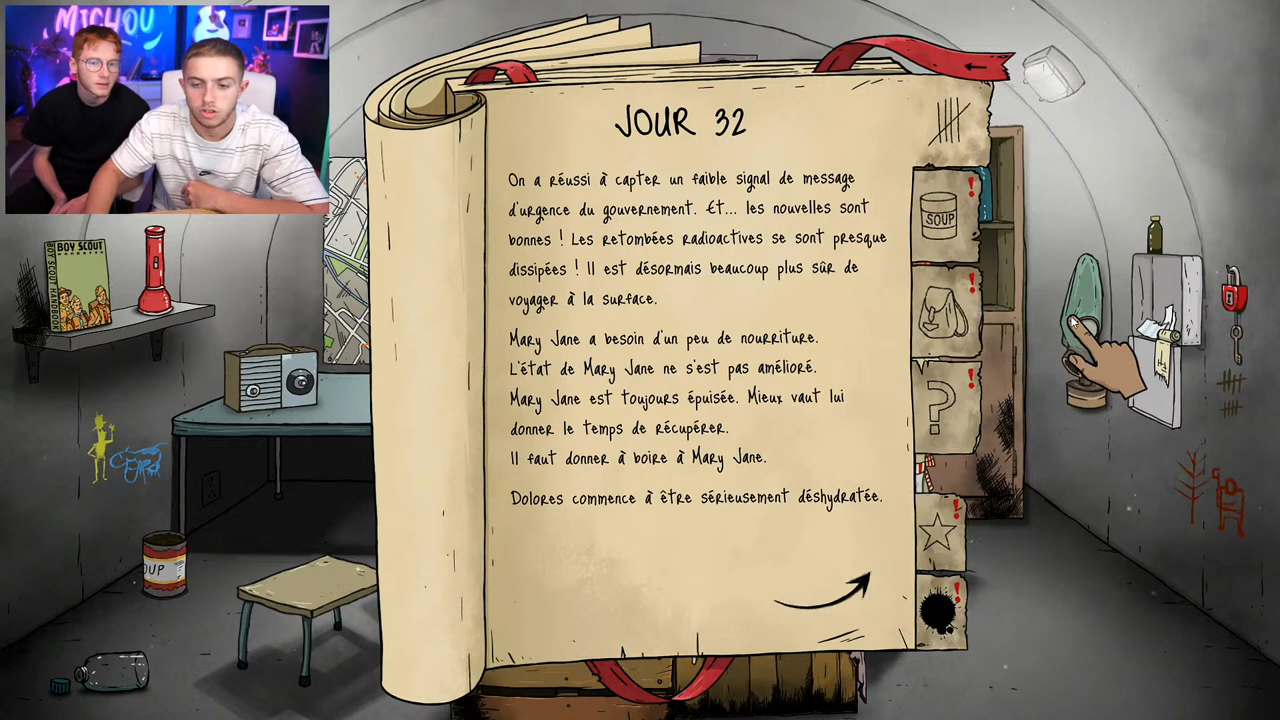 MICHOU
JOUR 32
On a réussi à capter un faible signal de message
d'urgence du gouvernement. Et... les nouvelles sont
bonnes ! Les retombées radioactives se sont presque
dissipées ! Il est désormais beaucoup plus sûr de
voyager à la surface.
Mary Jane a besoin d'un peu de nourriture.
L'état de Mary Jane ne s'est pas amélioré.
Mary Jane est toujours épuisée. Mieux vaut lui
donner le temps de récupérer.
Il faut donner à boire à Mary Jane.
Dolores commence à être sérieusement déshydratée.
SOUP
!
!
?
!
!
!
BOY SCOUT
BOY SCOUT HANDBOOK
OUP